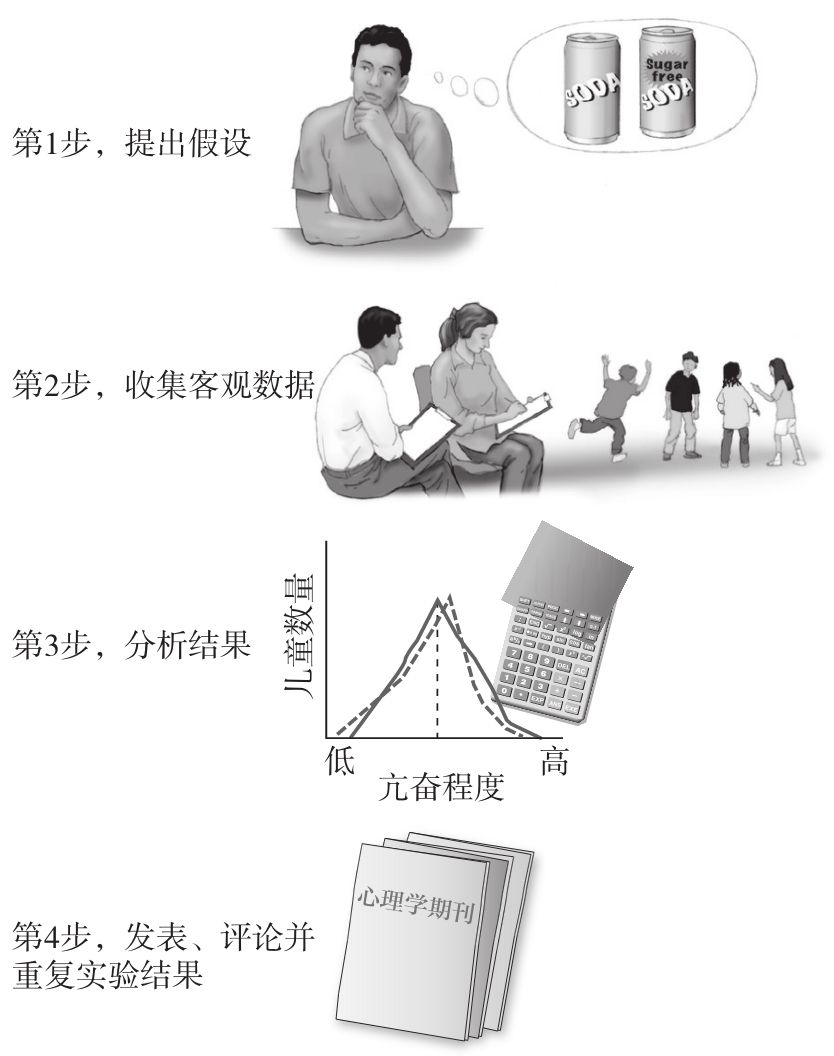 Sugar
free
SODA
SODA
第1步，提出假设
第2步，收集客观数据
儿童数量
第3步，分析结果
低
高
亢奋程度
心理学期刊
第4步，发表、评论并
重复实验结果